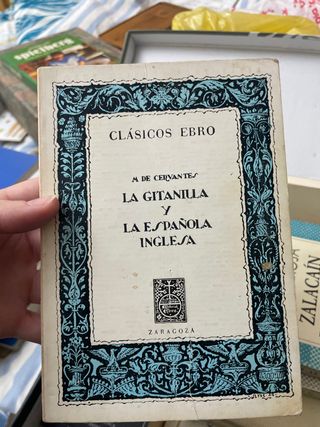 CLÁSICOS EBRO
M. DE CERVANTES
LA GITANILLA
Y
LA ESPAÑOLA
INGLESA
ZARAGOZA
ZALACAÍN